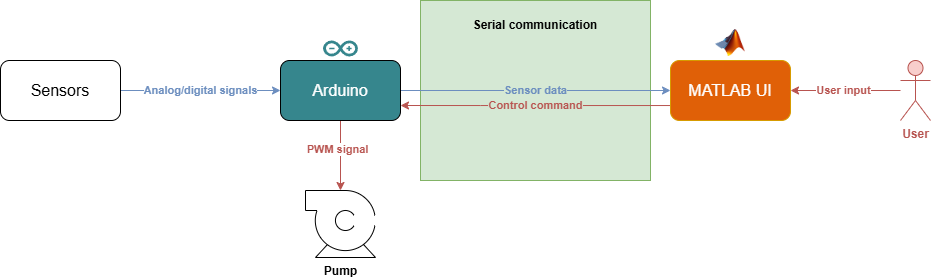 Serial communication
Sensors
Analog/digital signals
Arduino
Sensor data
Control command
MATLAB UI
User input
User
PWM signal
Pump